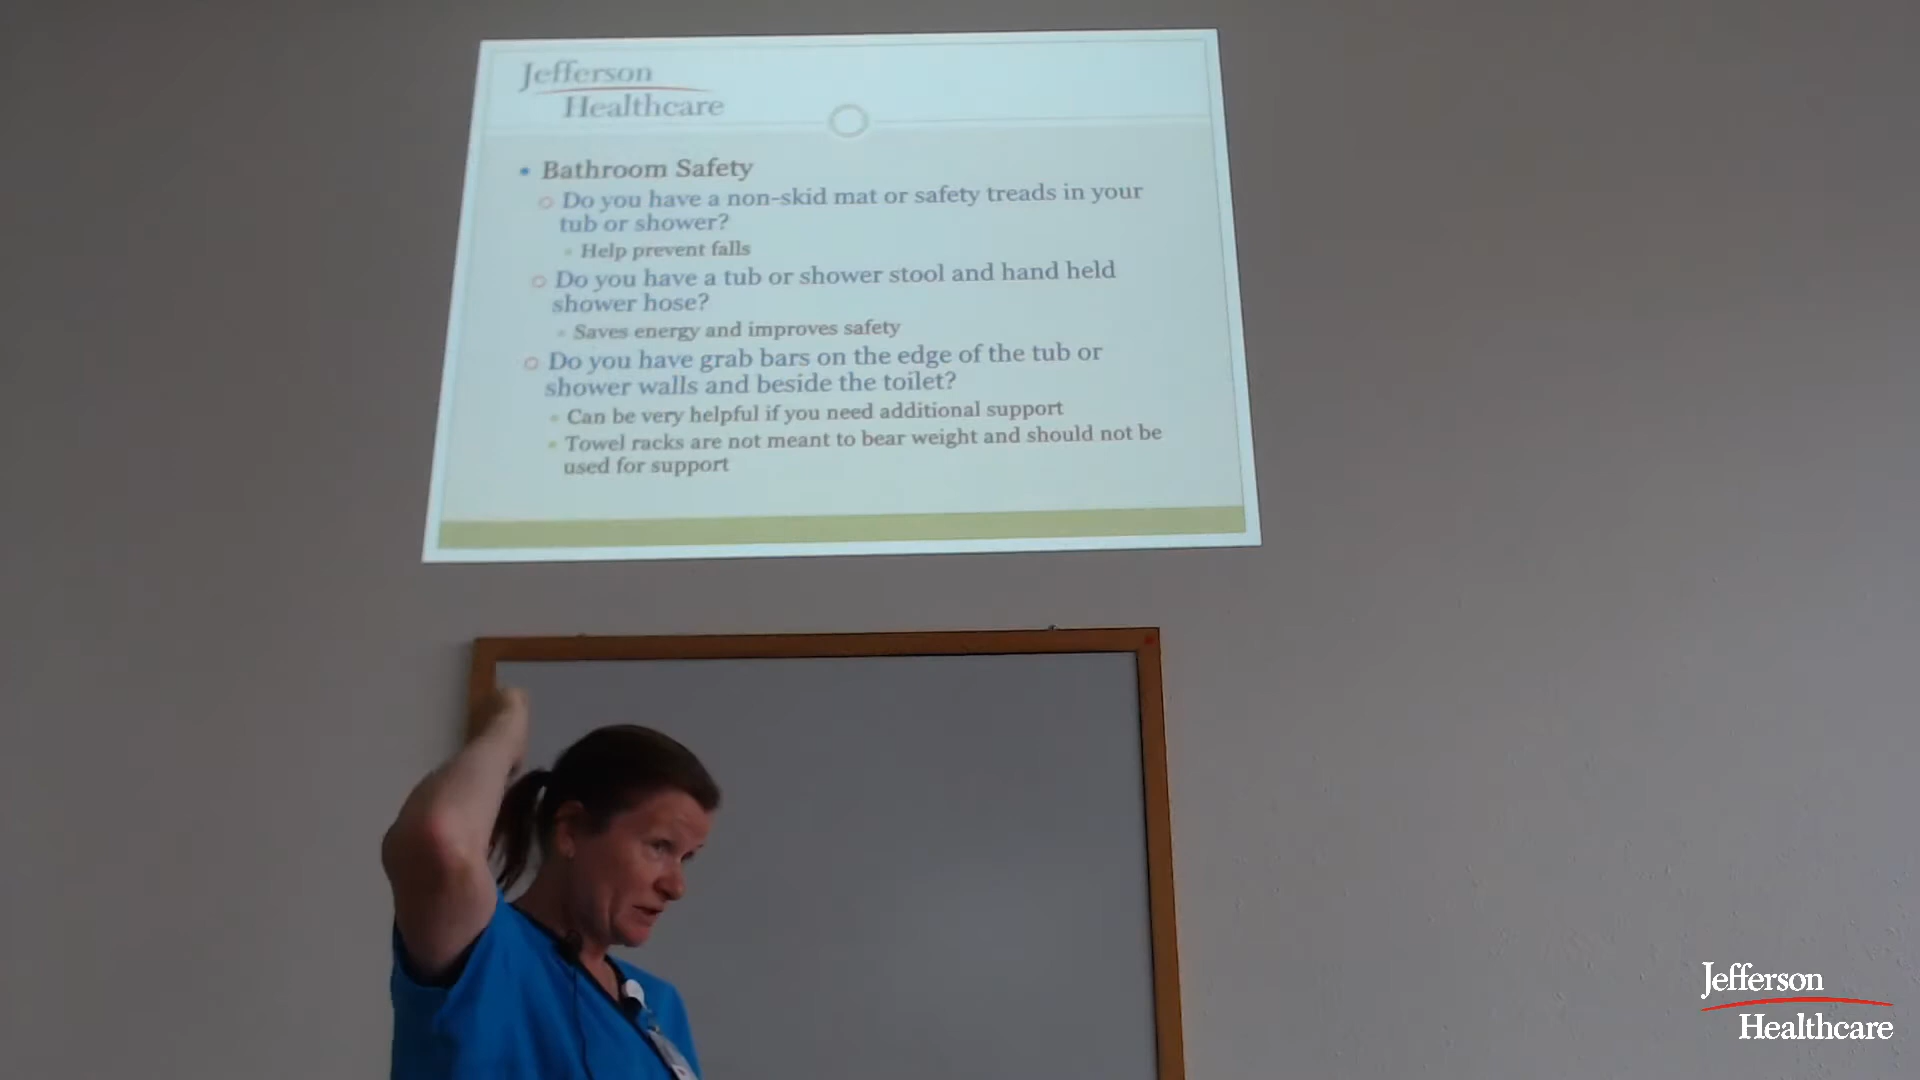 Jefferson
Healthcare
• Bathroom Safety
○ Do you have a non-skid mat or safety treads in your
tub or shower?
• Help prevent falls
○ Do you have a tub or shower stool and hand held
shower hose?
• Saves energy and improves safety
○ Do you have grab bars on the edge of the tub or
shower walls and beside the toilet?
• Can be very helpful if you need additional support
• Towel racks are not meant to bear weight and should not be
used for support
Jefferson
Healthcare